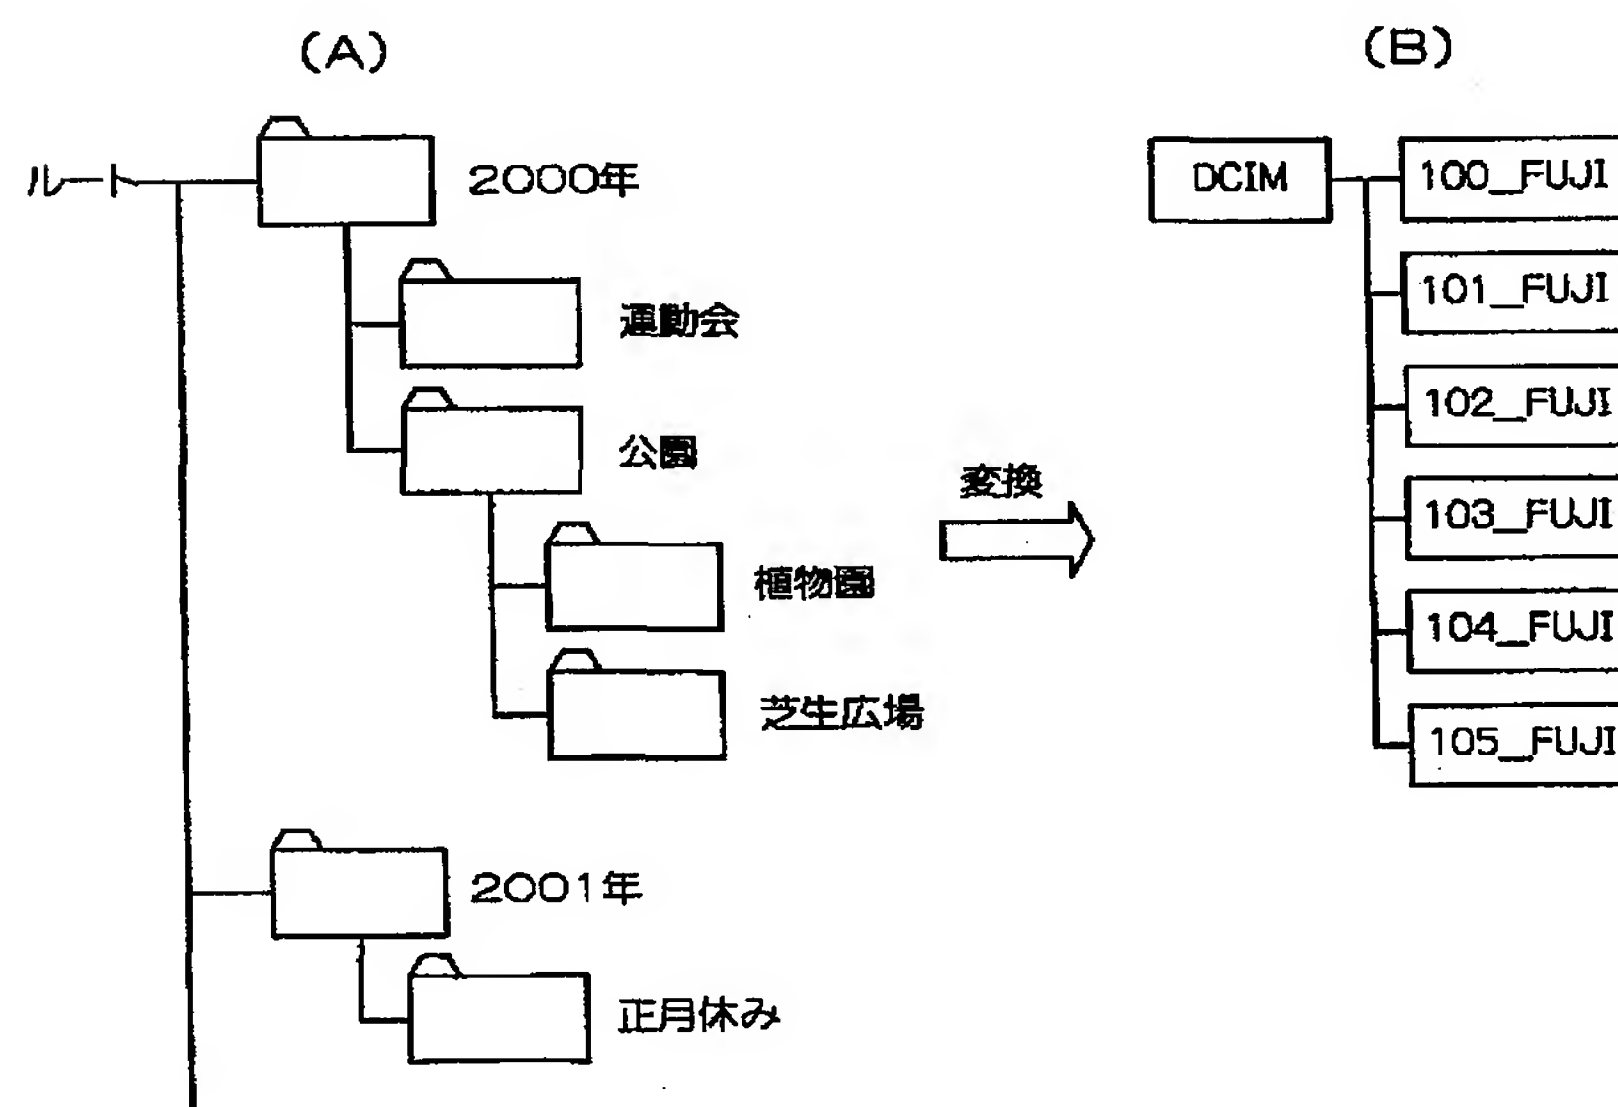 (A)
ルート
2000年
運動会
公園
植物園
芝生広場
2001年
正月休み
変換
(B)
DCIM
100_FUJI
101_FUJI
102_FUJI
103_FUJI
104_FUJI
105_FUJI